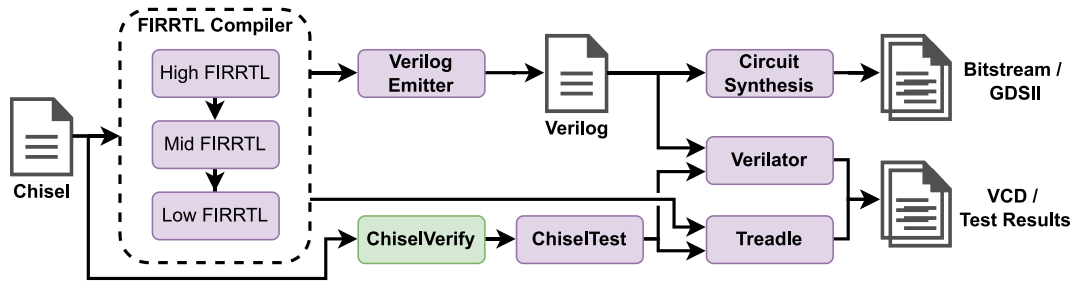 FIRRTL Compiler
High FIRRTL
Mid FIRRTL
Low FIRRTL
Chisel
Verilog
Emitter
Verilog
Circuit
Synthesis
Bitstream /
GDSII
Verilator
ChiselVerify
ChiselTest
Treadle
VCD /
Test Results